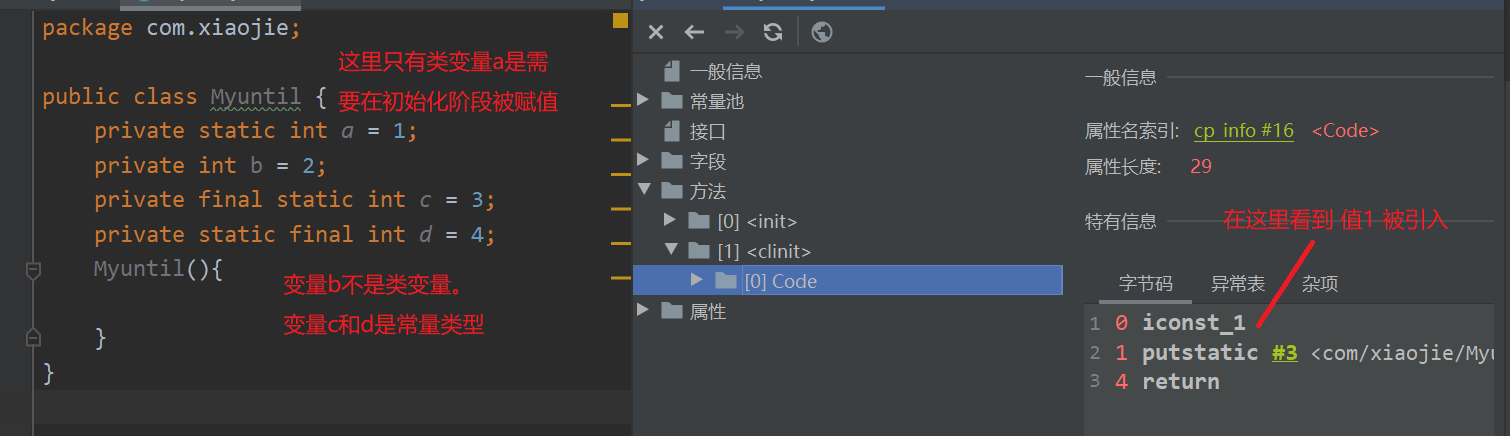 package com.xiaojie;
这里只有类变量a是需
要在初始化阶段被赋值
public class Myuntil {
private static int a = 1;
private int b = 2;
private final static int c = 3;
private static final int d = 4;
Myuntil(){
变量b不是类变量。
变量c和d是常量类型
}
}
一般信息
常量池
接口
字段
方法
[0] <init>
[1] <clinit>
[0] Code
属性
一般信息
属性名索引: cp_info #16 <Code>
属性长度: 29
特有信息
在这里看到 值1 被引入
字节码 异常表 杂项
1 0 iconst_1
2 1 putstatic #3 <com/xiaojie/Myu
3 4 return